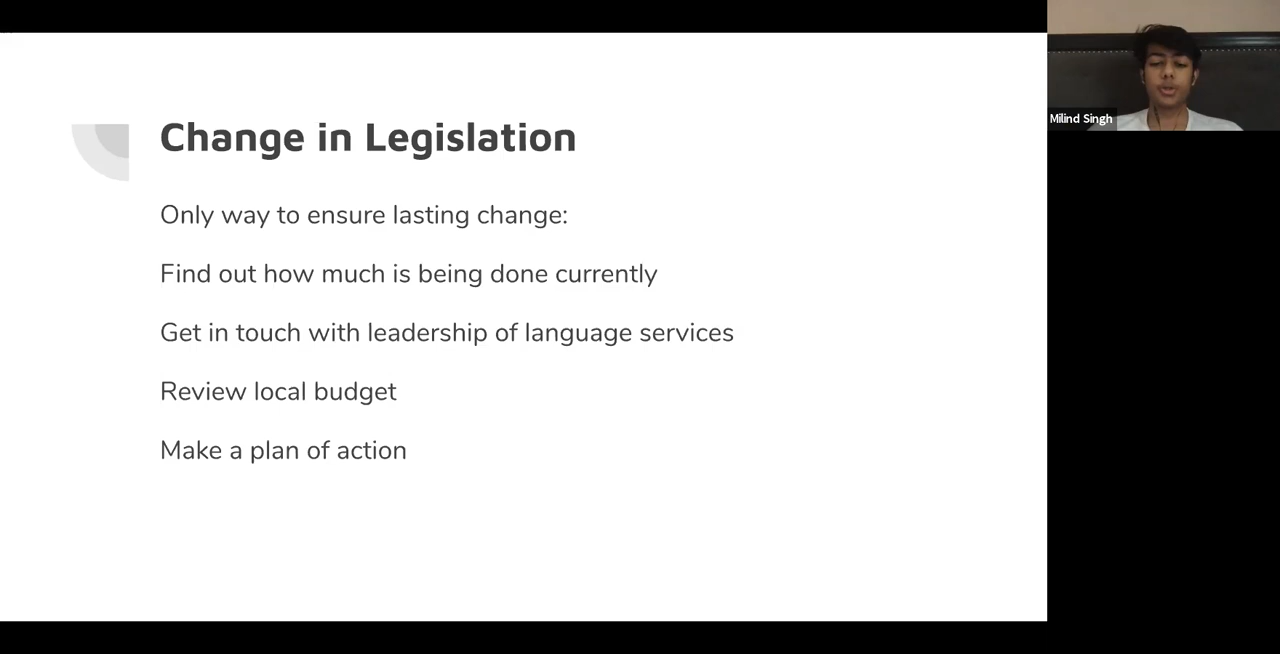 Change in Legislation
Only way to ensure lasting change:
Find out how much is being done currently
Get in touch with leadership of language services
Review local budget
Make a plan of action
Milind Singh